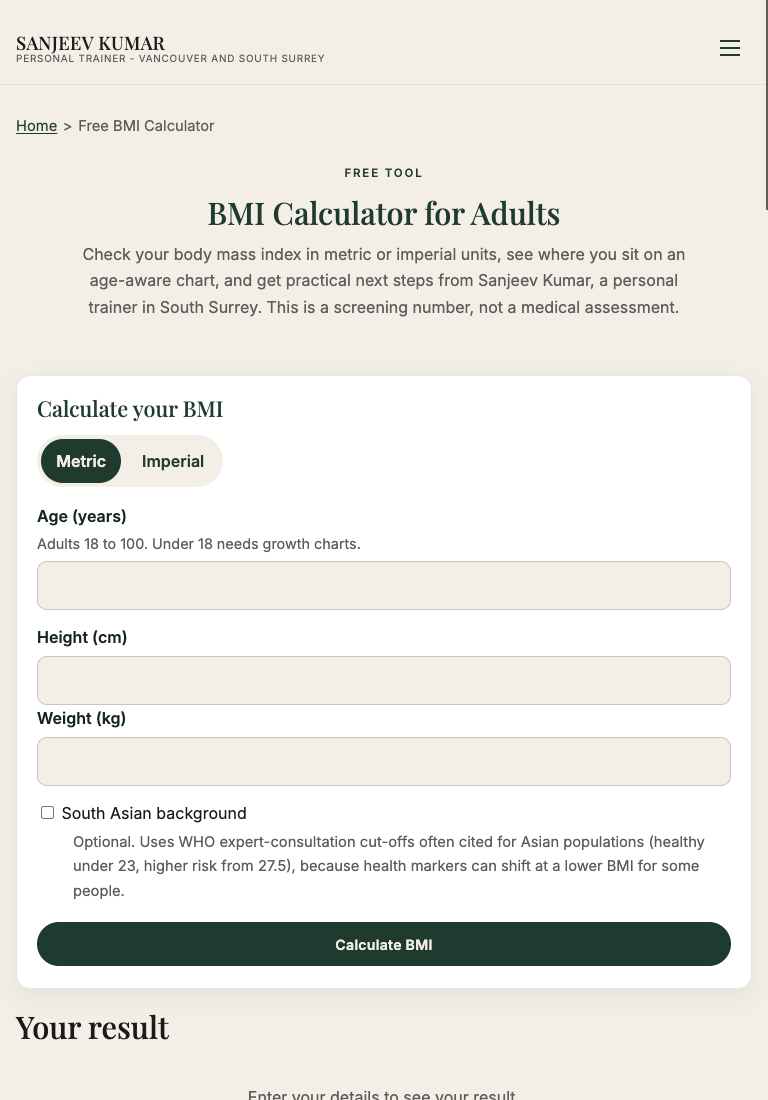 SANJEEV KUMAR
PERSONAL TRAINER - VANCOUVER AND SOUTH SURREY
Home > Free BMI Calculator
FREE TOOL
BMI Calculator for Adults
Check your body mass index in metric or imperial units, see where you sit on an
age-aware chart, and get practical next steps from Sanjeev Kumar, a personal
trainer in South Surrey. This is a screening number, not a medical assessment.
Calculate your BMI
Metric Imperial
Age (years)
Adults 18 to 100. Under 18 needs growth charts.
Height (cm)
Weight (kg)
South Asian background
Optional. Uses WHO expert-consultation cut-offs often cited for Asian populations (healthy
under 23, higher risk from 27.5), because health markers can shift at a lower BMI for some
people.
Calculate BMI
Your result
Enter your details to see your result.